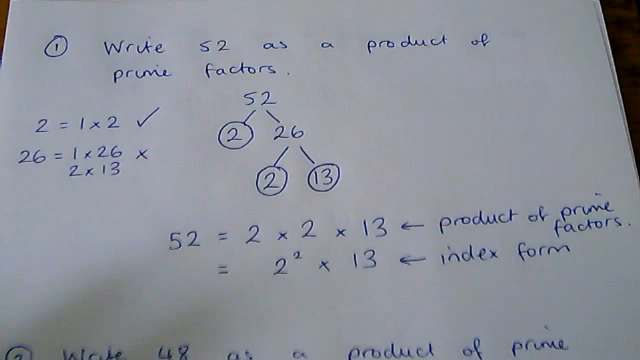 ① Write 52 as a product of
prime factors.
52
2 = 1 × 2 ✓
2 26
26 = 1 × 26 ×
2 × 13
2 13
52 = 2 × 2 × 13 ← product of prime factors.
= 2² × 13 ← index form
② Write 48 as a product of prime